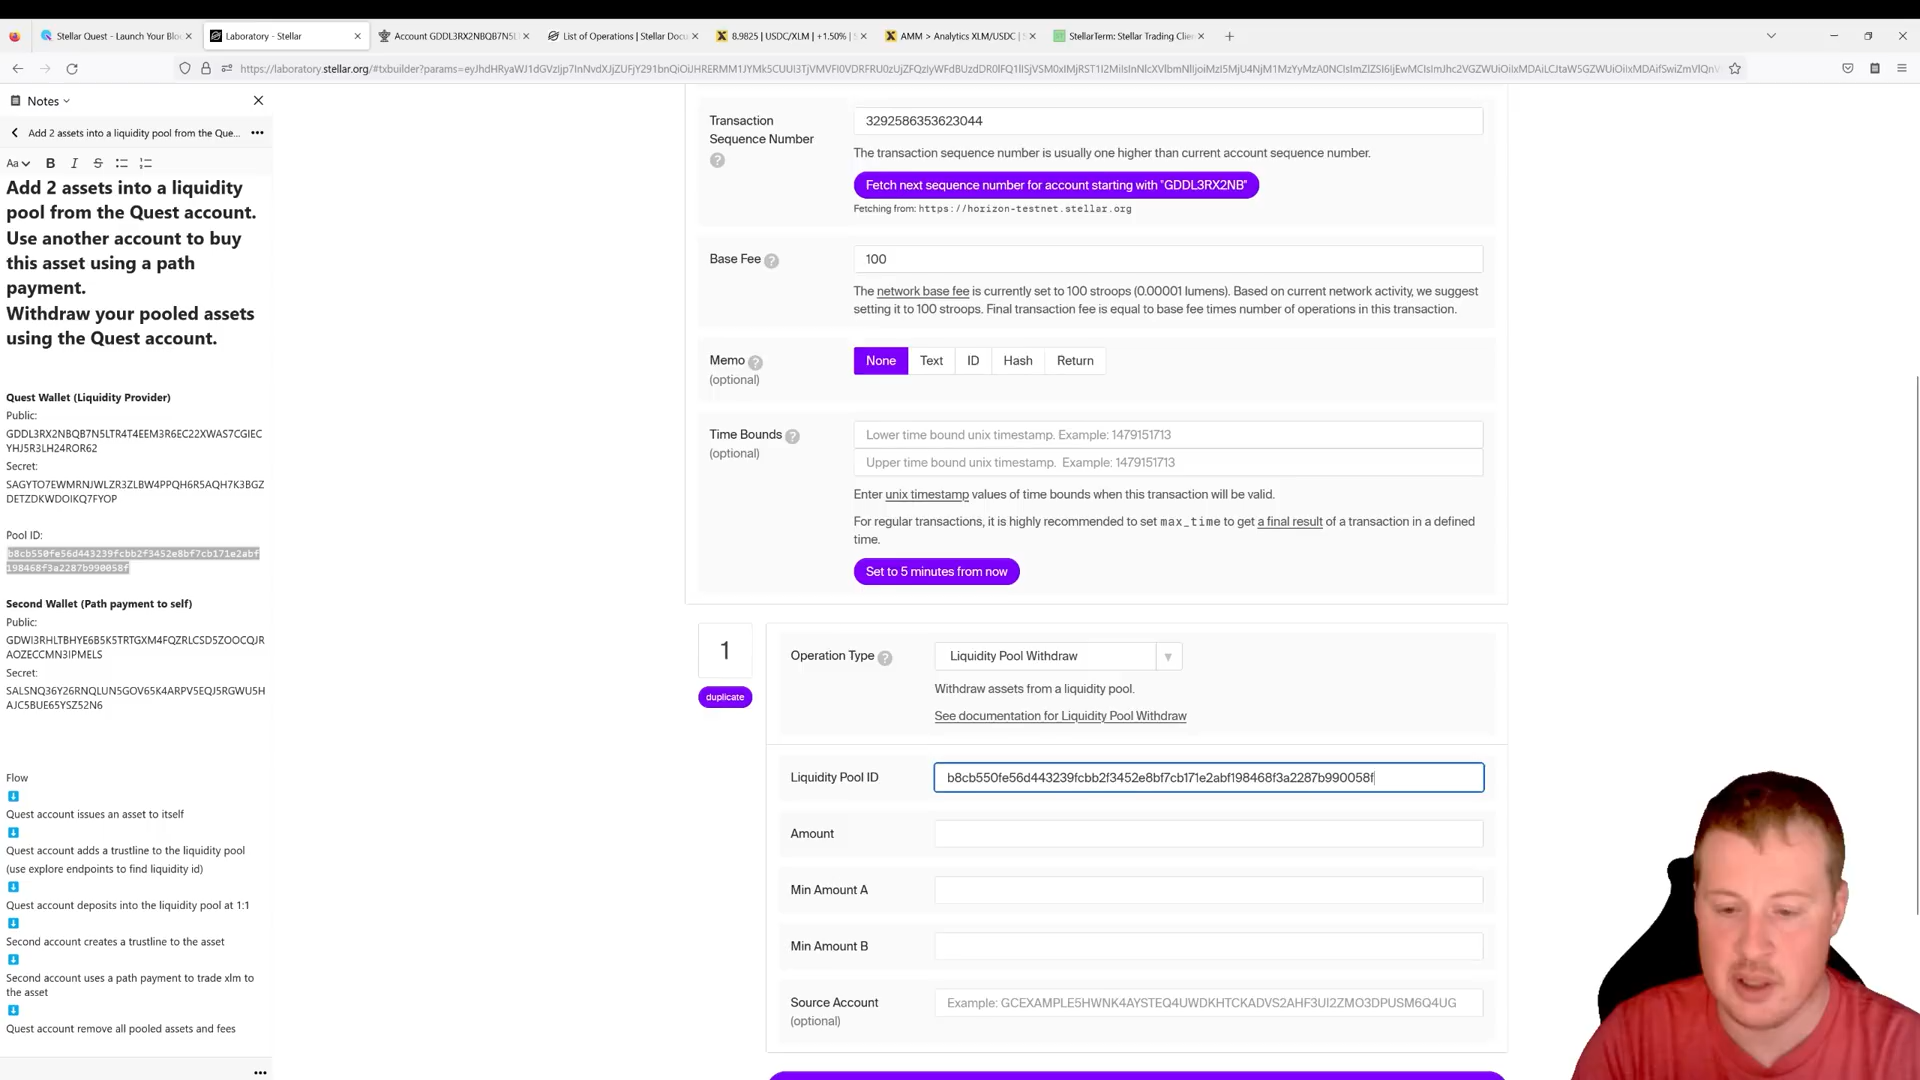 Stellar Quest - Launch Your Bloc
Laboratory - Stellar
Account GDDL3RX2NBQB7N5L
List of Operations | Stellar Docu
8.9825 | USDC/XLM | +1.50% |
AMM > Analytics XLM/USDC |
StellarTerm: Stellar Trading Clie
Notes
Add 2 assets into a liquidity pool from the Que...
Aa B I S
Add 2 assets into a liquidity
pool from the Quest account.
Use another account to buy
this asset using a path
payment.
Withdraw your pooled assets
using the Quest account.
Quest Wallet (Liquidity Provider)
Public:
GDDL3RX2NBQB7N5LTR4T4EEM3R6EC22XWAS7CGIEC
YHJ5R3LH24ROR62
Secret:
SAGYTO7EWMRNJWLZR3ZLBW4PPQH6R5AQH7K3BGZ
DETZDKWDOIKQ7FYOP
Pool ID:
b8cb550fe56d443239fcbb2f3452e8bf7cb171e2abf
198468f3a2287b990058f
Second Wallet (Path payment to self)
Public:
GDWI3RHLTBHYE6B5K5TRTGXM4FQZRLCSD5ZOOCQJR
AOZECCMN3IPMELS
Secret:
SALSNQ36Y26RNQLUN5GOV65K4ARPV5EQJ5RGWU5H
AJC5BUE65YSZ52N6
Flow
Quest account issues an asset to itself
Quest account adds a trustline to the liquidity pool
(use explore endpoints to find liquidity id)
Quest account deposits into the liquidity pool at 1:1
Second account creates a trustline to the asset
Second account uses a path payment to trade xlm to
the asset
Quest account remove all pooled assets and fees
Transaction
Sequence Number
3292586353623044
The transaction sequence number is usually one higher than current account sequence number.
Fetch next sequence number for account starting with "GDDL3RX2NB"
Fetching from: https://horizon-testnet.stellar.org
Base Fee
100
The network base fee is currently set to 100 stroops (0.00001 lumens). Based on current network activity, we suggest
setting it to 100 stroops. Final transaction fee is equal to base fee times number of operations in this transaction.
Memo
(optional)
None Text ID Hash Return
Time Bounds
(optional)
Lower time bound unix timestamp. Example: 1479151713
Upper time bound unix timestamp. Example: 1479151713
Enter unix timestamp values of time bounds when this transaction will be valid.
For regular transactions, it is highly recommended to set max_time to get a final result of a transaction in a defined
time.
Set to 5 minutes from now
1
duplicate
Operation Type
Liquidity Pool Withdraw
Withdraw assets from a liquidity pool.
See documentation for Liquidity Pool Withdraw
Liquidity Pool ID
b8cb550fe56d443239fcbb2f3452e8bf7cb171e2abf198468f3a2287b990058f
Amount
Min Amount A
Min Amount B
Source Account
(optional)
Example: GCEXAMPLE5HWNK4AYSTEQ4UWDKHTCKADVS2AHF3UI2ZMO3DPUSM6Q4UG